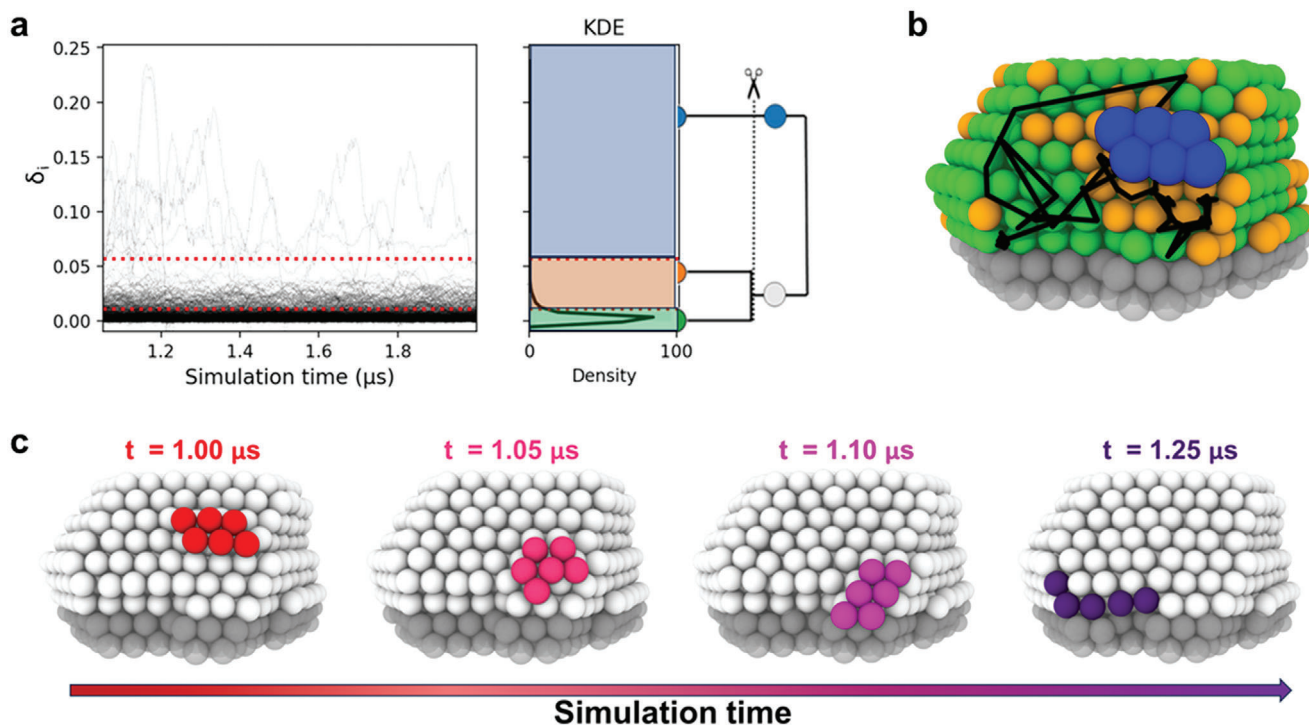 a
KDE
b
0.25
0.20
0.15
0.10
0.05
0.00
δi
1.2 1.4 1.6 1.8
0 100
Simulation time (μs)
Density
c
t = 1.00 μs t = 1.05 μs t = 1.10 μs t = 1.25 μs
Simulation time